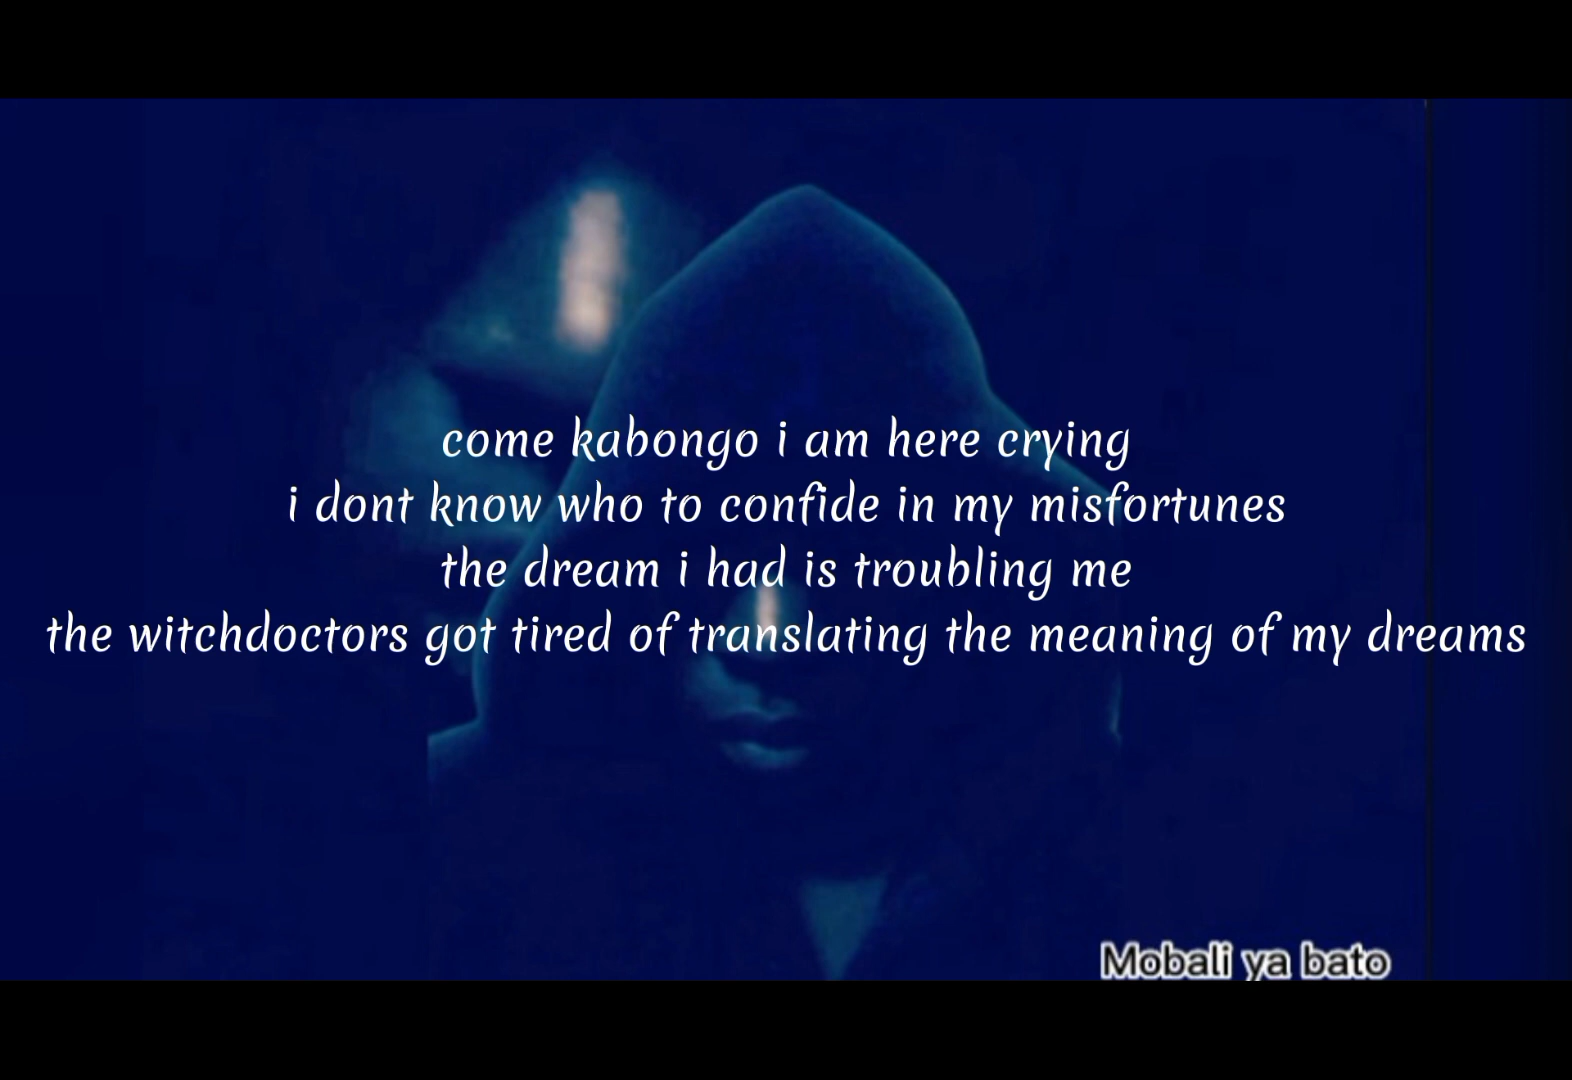 come kabongo i am here crying
i dont know who to confide in my misfortunes
the dream i had is troubling me
the witchdoctors got tired of translating the meaning of my dreams
Mobali ya bato